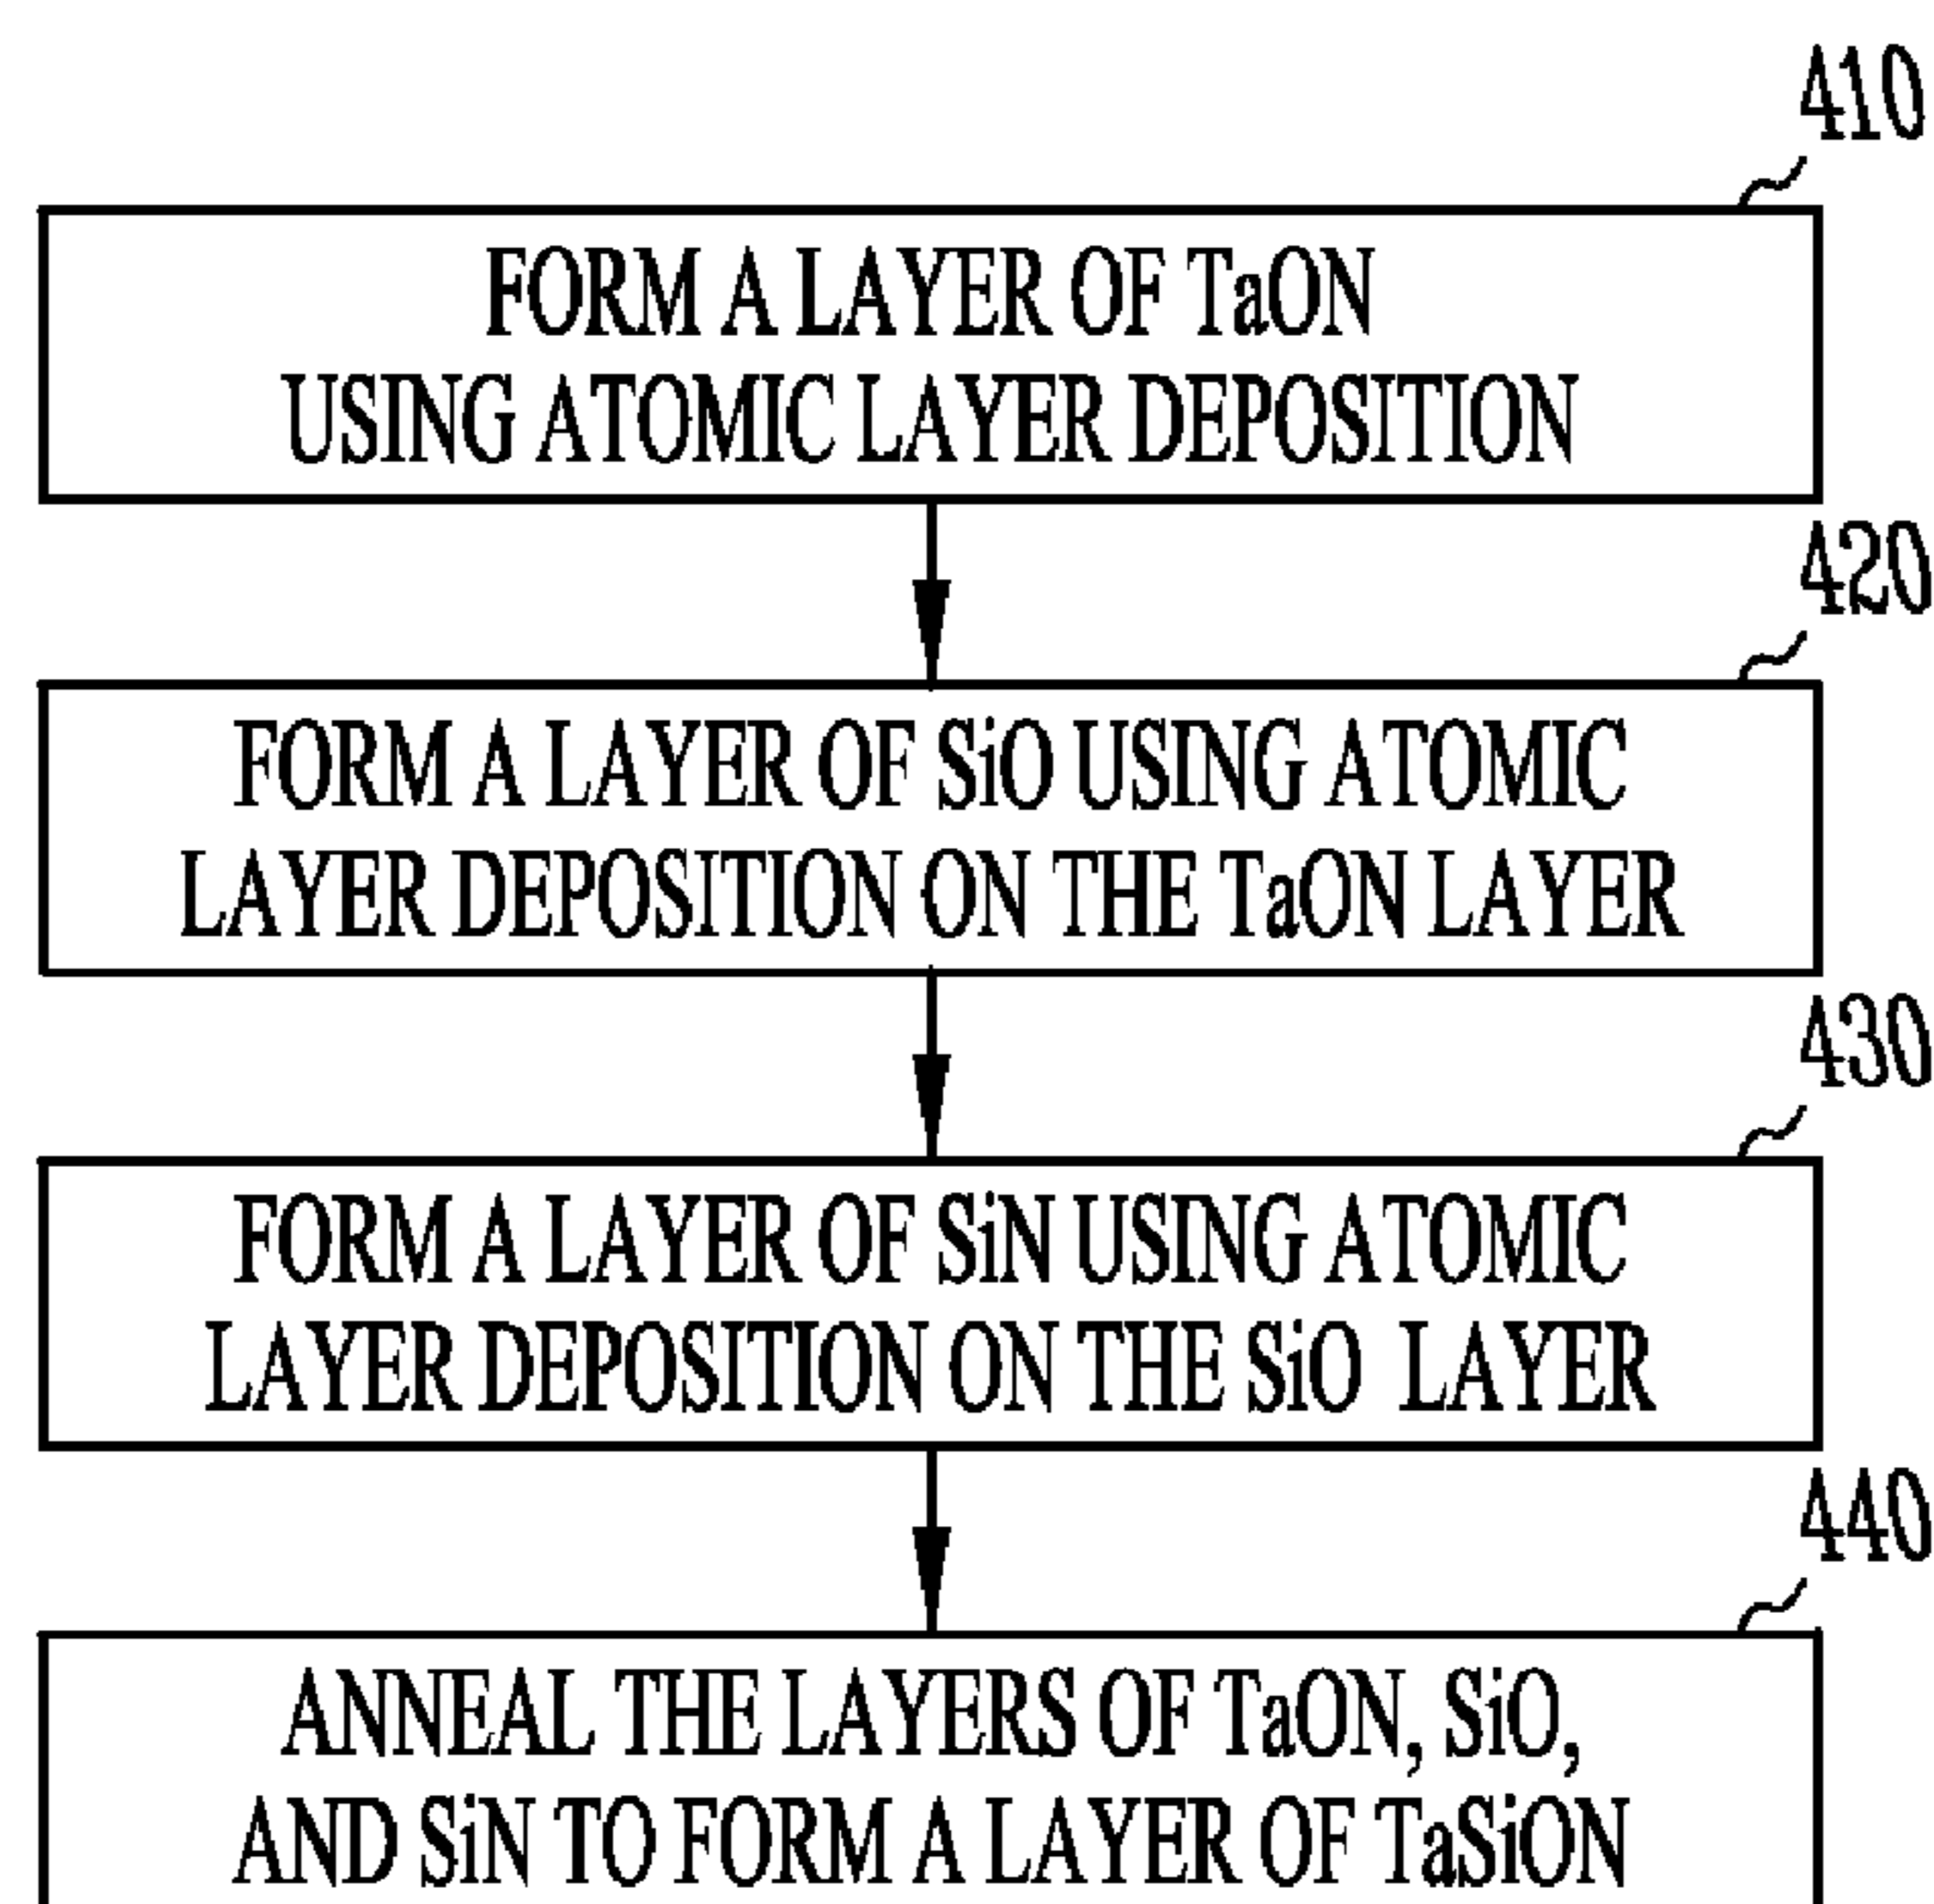 410
FORM A LAYER OF TaON
USING ATOMIC LAYER DEPOSITION
420
FORM A LAYER OF SiO USING ATOMIC
LAYER DEPOSITION ON THE TaON LAYER
430
FORM A LAYER OF SiN USING ATOMIC
LAYER DEPOSITION ON THE SiO LAYER
440
ANNEAL THE LAYERS OF TaON, SiO,
AND SiN TO FORM A LAYER OF TaSiON